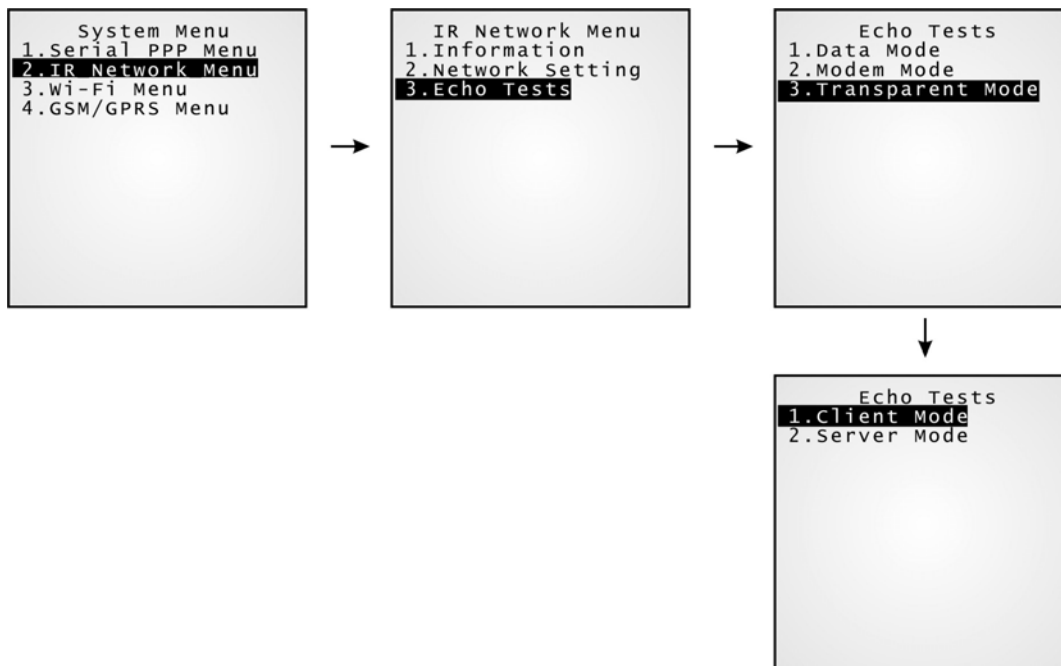 System Menu
1.Serial PPP Menu
2.IR Network Menu
3.Wi-Fi Menu
4.GSM/GPRS Menu
IR Network Menu
1.Information
2.Network Setting
3.Echo Tests
Echo Tests
1.Data Mode
2.Modem Mode
3.Transparent Mode
Echo Tests
1.Client Mode
2.Server Mode